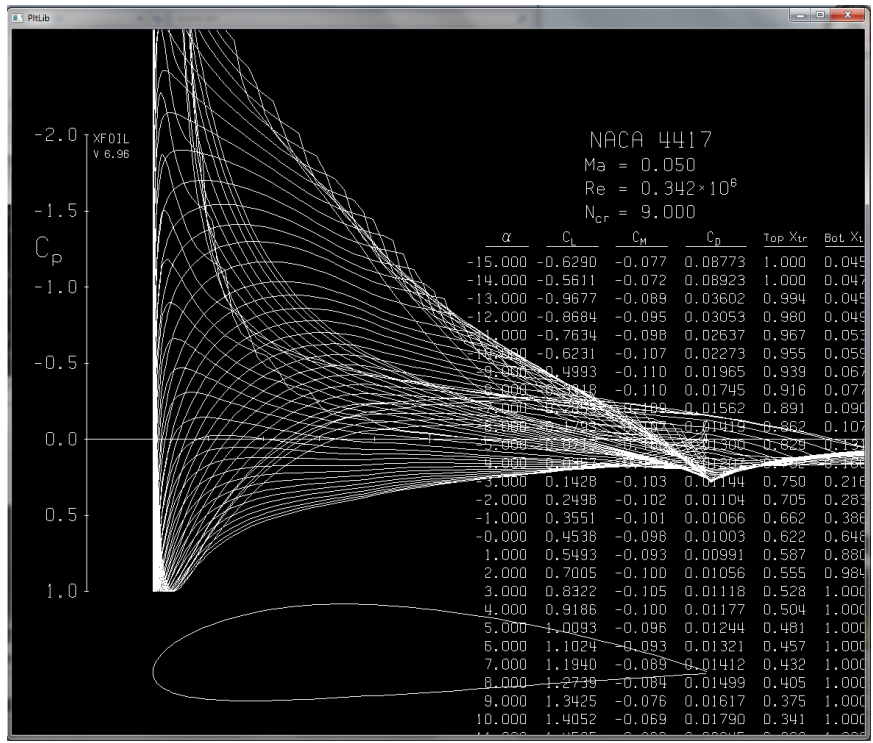 PltLib
-2.0
XFOIL
V 6.96
NACA 4417
Ma = 0.050
Re = 0.342×10⁶
Ncr = 9.000
-1.5
Cp
-1.0
-0.5
0.0
0.5
1.0
α CL CM CD Top Xtr Bot
-15.000 -0.6290 -0.077 0.08773 1.000 0.045
-14.000 -0.5611 -0.072 0.08923 1.000 0.047
-13.000 -0.9677 -0.089 0.03602 0.994 0.045
-12.000 -0.8684 -0.095 0.03053 0.980 0.049
-0.7634 -0.098 0.02637 0.967 0.053
-0.6231 -0.107 0.02273 0.955 0.059
-0.110 0.01965 0.939 0.067
-0.110 0.01745 0.916 0.077
0.01562 0.891 0.090
0.862 0.107
0.829
-3.000 0.1428 -0.103 0.01144 0.750 0.216
-2.000 0.2498 -0.102 0.01104 0.705 0.283
-1.000 0.3551 -0.101 0.01066 0.662 0.386
-0.000 0.4538 -0.098 0.01003 0.622 0.648
1.000 0.5493 -0.093 0.00991 0.587 0.880
2.000 0.7005 -0.100 0.01056 0.555 0.984
3.000 0.8322 -0.105 0.01118 0.528 1.000
4.000 0.9186 -0.100 0.01177 0.504 1.000
5.000 1.0093 -0.096 0.01244 0.481 1.000
6.000 1.1024 -0.093 0.01321 0.457 1.000
7.000 1.1940 -0.089 0.01412 0.432 1.000
8.000 1.2739 -0.084 0.01499 0.405 1.000
9.000 1.3425 -0.076 0.01617 0.375 1.000
10.000 1.4052 -0.069 0.01790 0.341 1.000